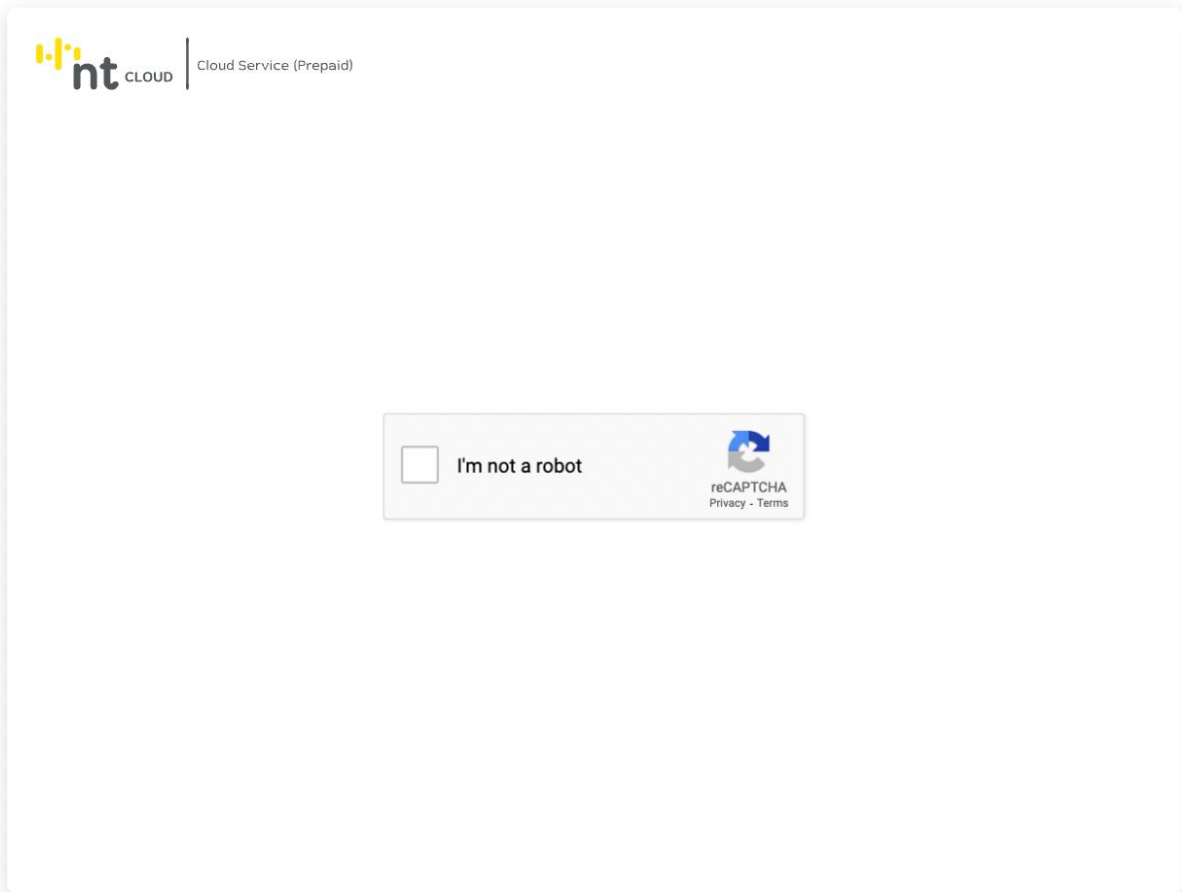 nt CLOUD
Cloud Service (Prepaid)
I'm not a robot
reCAPTCHA
Privacy - Terms